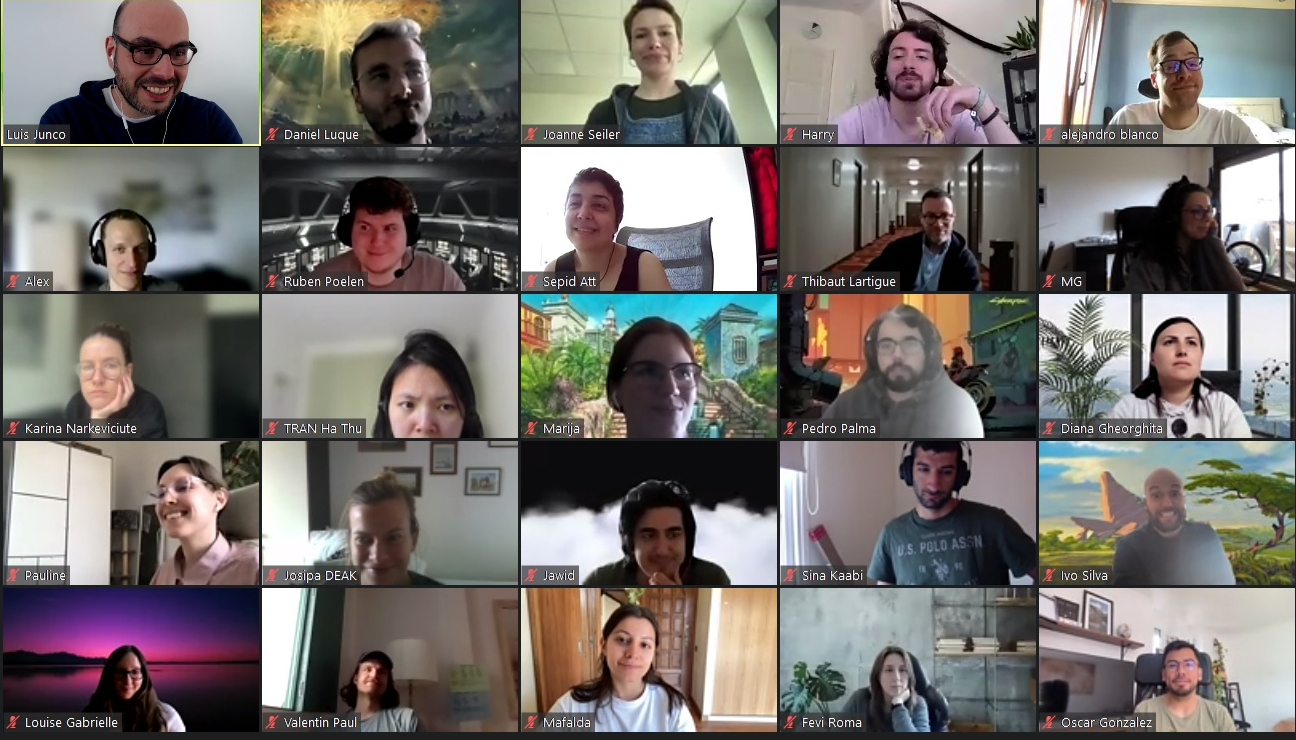 Luis Junco
Daniel Luque
Joanne Seiler
Harry
alejandro blanco
Alex
Ruben Poelen
Sepid Att
Thibaut Lartigue
MG
Karina Narkeviciute
TRAN Ha Thu
Marija
Pedro Palma
Diana Gheorghita
Pauline
Josipa DEAK
Jawid
U.S. POLO ASSN
Sina Kaabi
Ivo Silva
Louise Gabrielle
Valentin Paul
Mafalda
Fevi Roma
Oscar Gonzalez